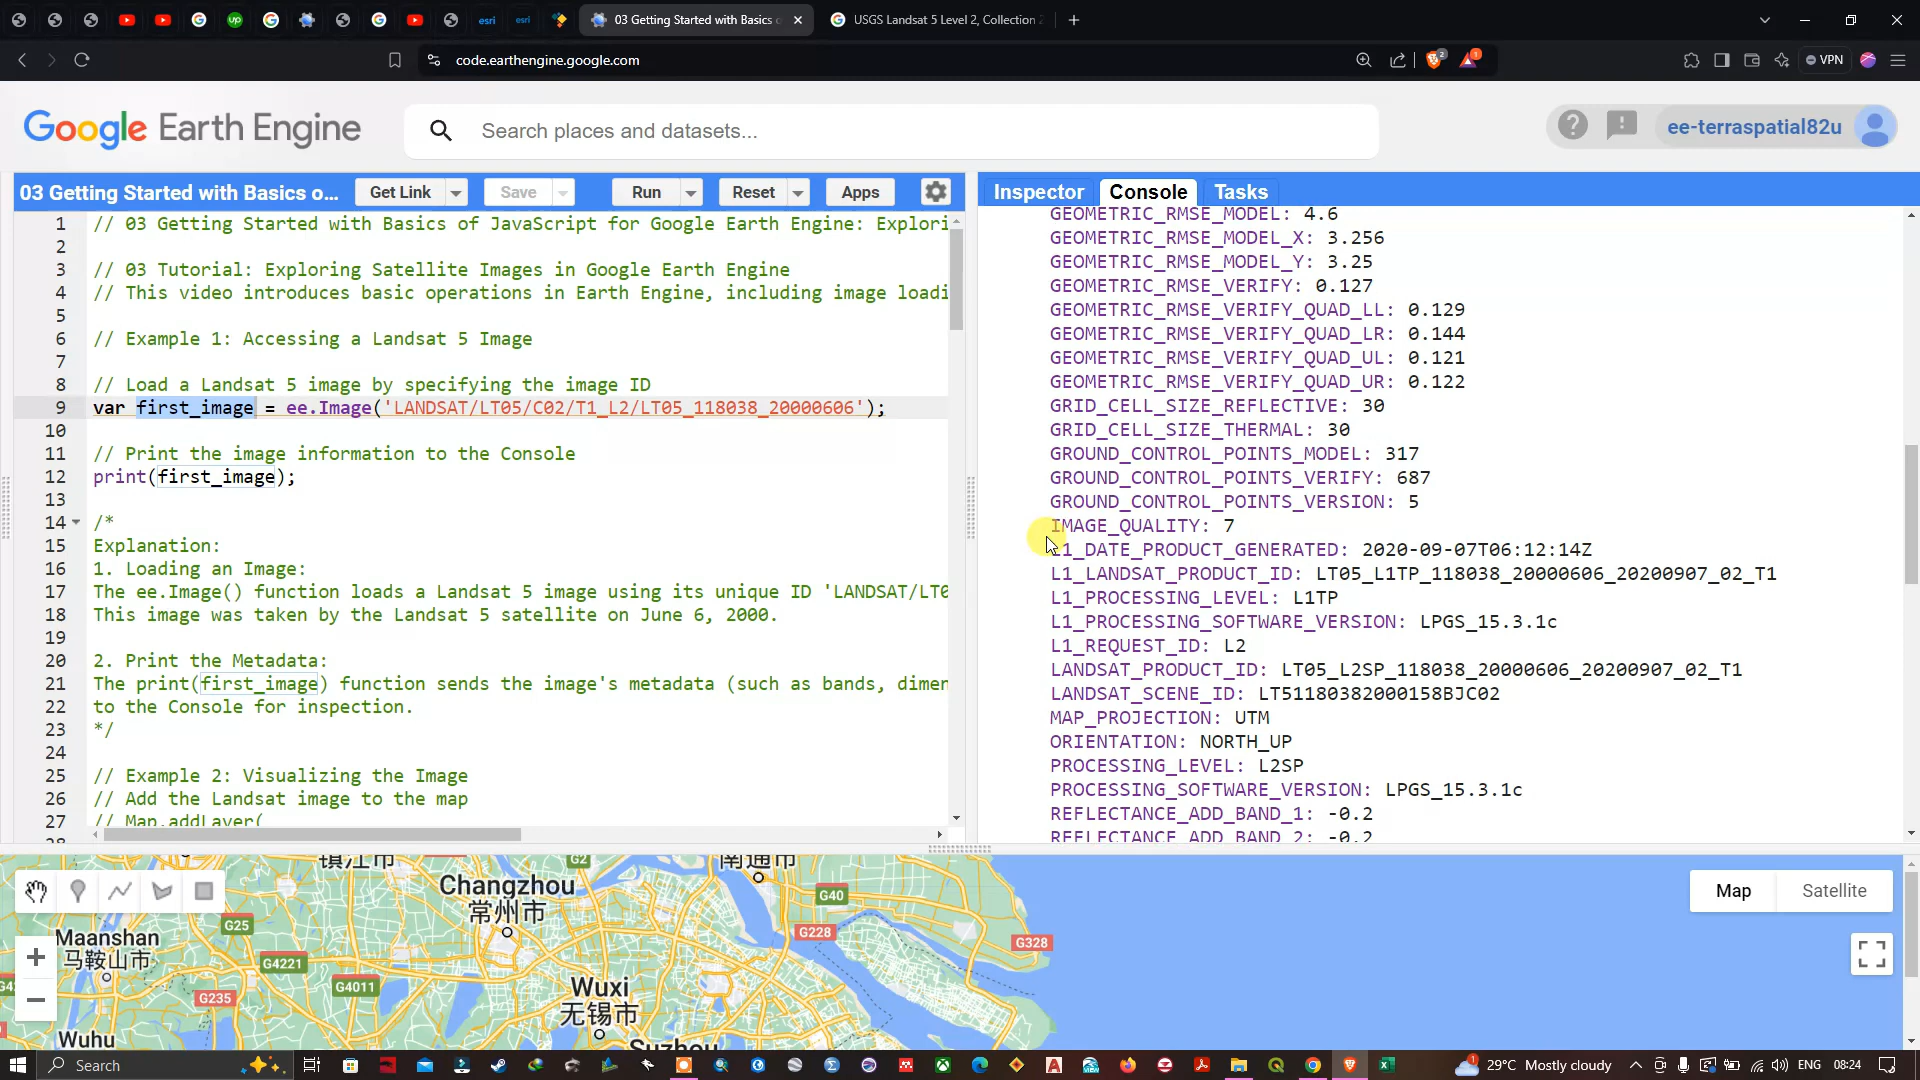 03 Getting Started with Basics o
USGS Landsat 5 Level 2, Collection 2
code.earthengine.google.com
VPN
Google Earth Engine
Search places and datasets...
ee-terraspatial82u
03 Getting Started with Basics o...
Get Link
Save
Run
Reset
Apps
Inspector
Console
Tasks
1 // 03 Getting Started with Basics of JavaScript for Google Earth Engine: Explori
2
3 // 03 Tutorial: Exploring Satellite Images in Google Earth Engine
4 // This video introduces basic operations in Earth Engine, including image loadi
5
6 // Example 1: Accessing a Landsat 5 Image
7
8 // Load a Landsat 5 image by specifying the image ID
9 var first_image = ee.Image('LANDSAT/LT05/C02/T1_L2/LT05_118038_20000606');
10
11 // Print the image information to the Console
12 print(first_image);
13
14 /*
15 Explanation:
16 1. Loading an Image:
17 The ee.Image() function loads a Landsat 5 image using its unique ID 'LANDSAT/LT0
18 This image was taken by the Landsat 5 satellite on June 6, 2000.
19
20 2. Print the Metadata:
21 The print(first_image) function sends the image's metadata (such as bands, dimen
22 to the Console for inspection.
23 */
24
25 // Example 2: Visualizing the Image
26 // Add the Landsat image to the map
27 // Map.addLayer(
28
GEOMETRIC_RMSE_MODEL: 4.6
GEOMETRIC_RMSE_MODEL_X: 3.256
GEOMETRIC_RMSE_MODEL_Y: 3.25
GEOMETRIC_RMSE_VERIFY: 0.127
GEOMETRIC_RMSE_VERIFY_QUAD_LL: 0.129
GEOMETRIC_RMSE_VERIFY_QUAD_LR: 0.144
GEOMETRIC_RMSE_VERIFY_QUAD_UL: 0.121
GEOMETRIC_RMSE_VERIFY_QUAD_UR: 0.122
GRID_CELL_SIZE_REFLECTIVE: 30
GRID_CELL_SIZE_THERMAL: 30
GROUND_CONTROL_POINTS_MODEL: 317
GROUND_CONTROL_POINTS_VERIFY: 687
GROUND_CONTROL_POINTS_VERSION: 5
IMAGE_QUALITY: 7
L1_DATE_PRODUCT_GENERATED: 2020-09-07T06:12:14Z
L1_LANDSAT_PRODUCT_ID: LT05_L1TP_118038_20000606_20200907_02_T1
L1_PROCESSING_LEVEL: L1TP
L1_PROCESSING_SOFTWARE_VERSION: LPGS_15.3.1c
L1_REQUEST_ID: L2
LANDSAT_PRODUCT_ID: LT05_L2SP_118038_20000606_20200907_02_T1
LANDSAT_SCENE_ID: LT51180382000158BJC02
MAP_PROJECTION: UTM
ORIENTATION: NORTH_UP
PROCESSING_LEVEL: L2SP
PROCESSING_SOFTWARE_VERSION: LPGS_15.3.1c
REFLECTANCE_ADD_BAND_1: -0.2
REFLECTANCE_ADD_BAND_2: -0.2
镇江市
G2
南通市
Changzhou
常州市
G40
G25
G228
Maanshan
马鞍山市
G4221
G328
G4011
G235
Wuxi
无锡市
Wuhu
Suzhou
Map
Satellite
Search
29°C Mostly cloudy
ENG
08:24